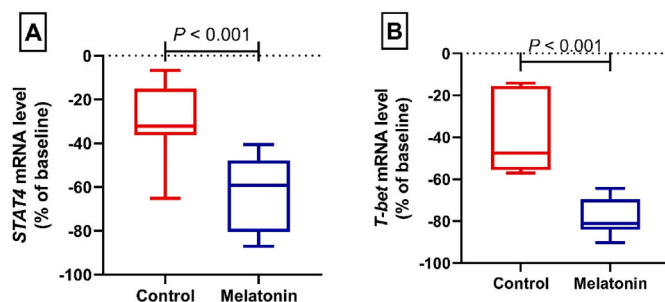 A
P < 0.001
STAT4 mRNA level
(% of baseline)
0
-20
-40
-60
-80
-100
Control
Melatonin
B
P < 0.001
T-bet mRNA level
(% of baseline)
0
-20
-40
-60
-80
-100
Control
Melatonin